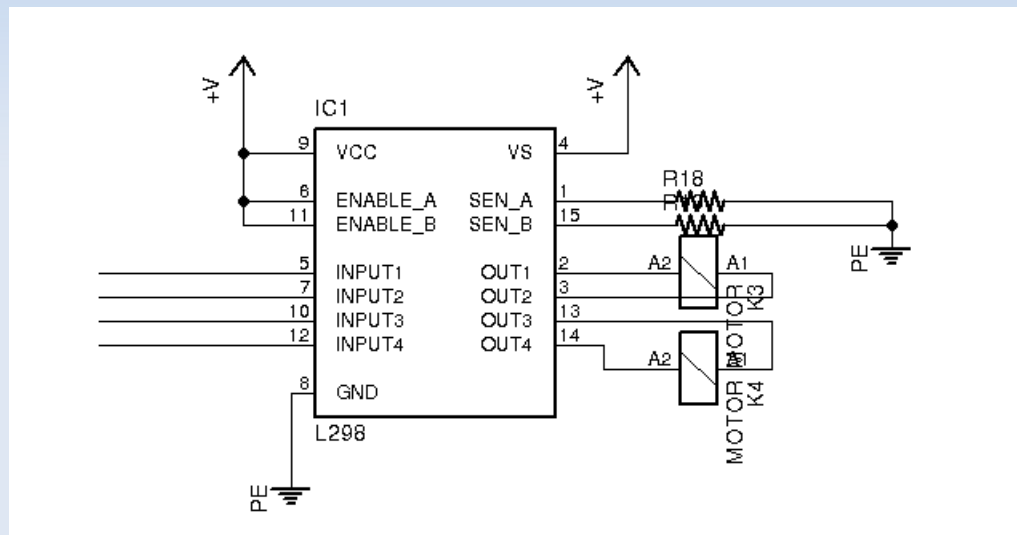 +V
+V
IC1
9 VCC VS 4
R18
6 ENABLE_A SEN_A 1
11 ENABLE_B SEN_B 15
PE
5 INPUT1 OUT1 2
A2 A1
7 INPUT2 OUT2 3
MOTOR
K3
10 INPUT3 OUT3 13
12 INPUT4 OUT4 14
A2 A1
MOTOR
K4
8 GND
L298
PE